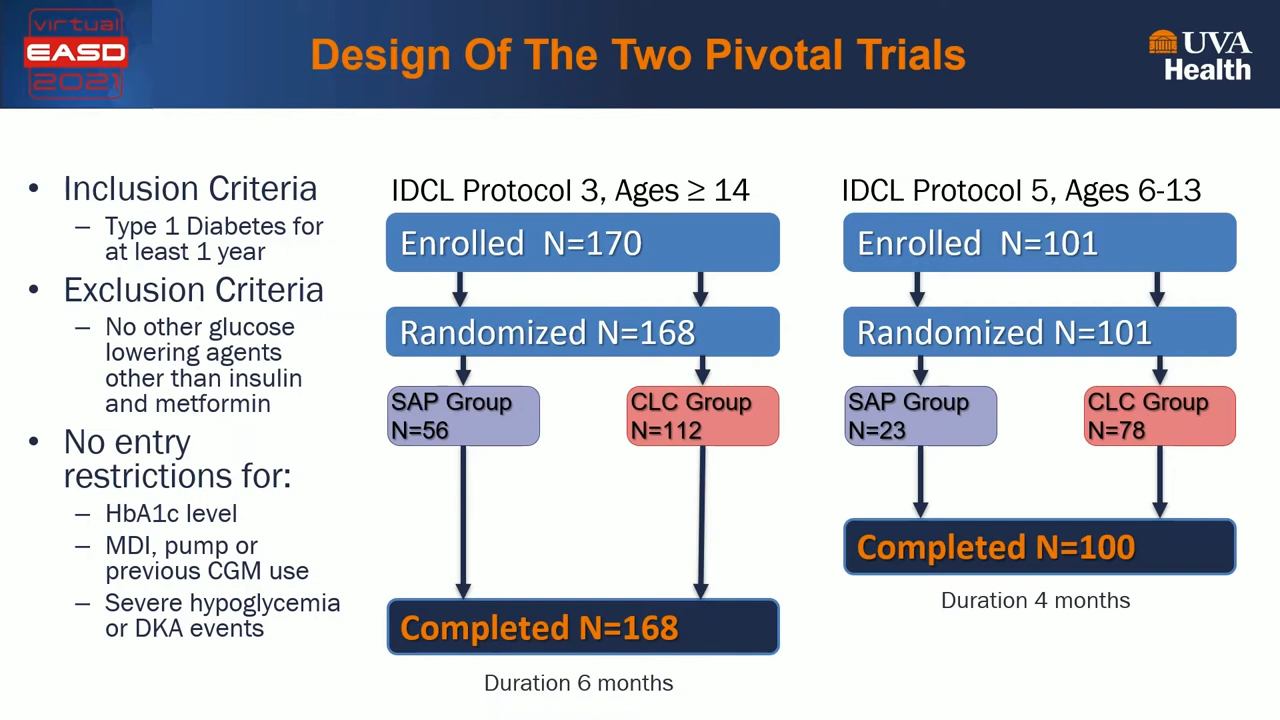 virtual
EASD
2021
Design Of The Two Pivotal Trials
UVA
Health
• Inclusion Criteria
– Type 1 Diabetes for
at least 1 year
• Exclusion Criteria
– No other glucose
lowering agents
other than insulin
and metformin
• No entry
restrictions for:
– HbA1c level
– MDI, pump or
previous CGM use
– Severe hypoglycemia
or DKA events
IDCL Protocol 3, Ages ≥ 14
Enrolled N=170
Randomized N=168
SAP Group
N=56
CLC Group
N=112
Completed N=168
Duration 6 months
IDCL Protocol 5, Ages 6-13
Enrolled N=101
Randomized N=101
SAP Group
N=23
CLC Group
N=78
Completed N=100
Duration 4 months